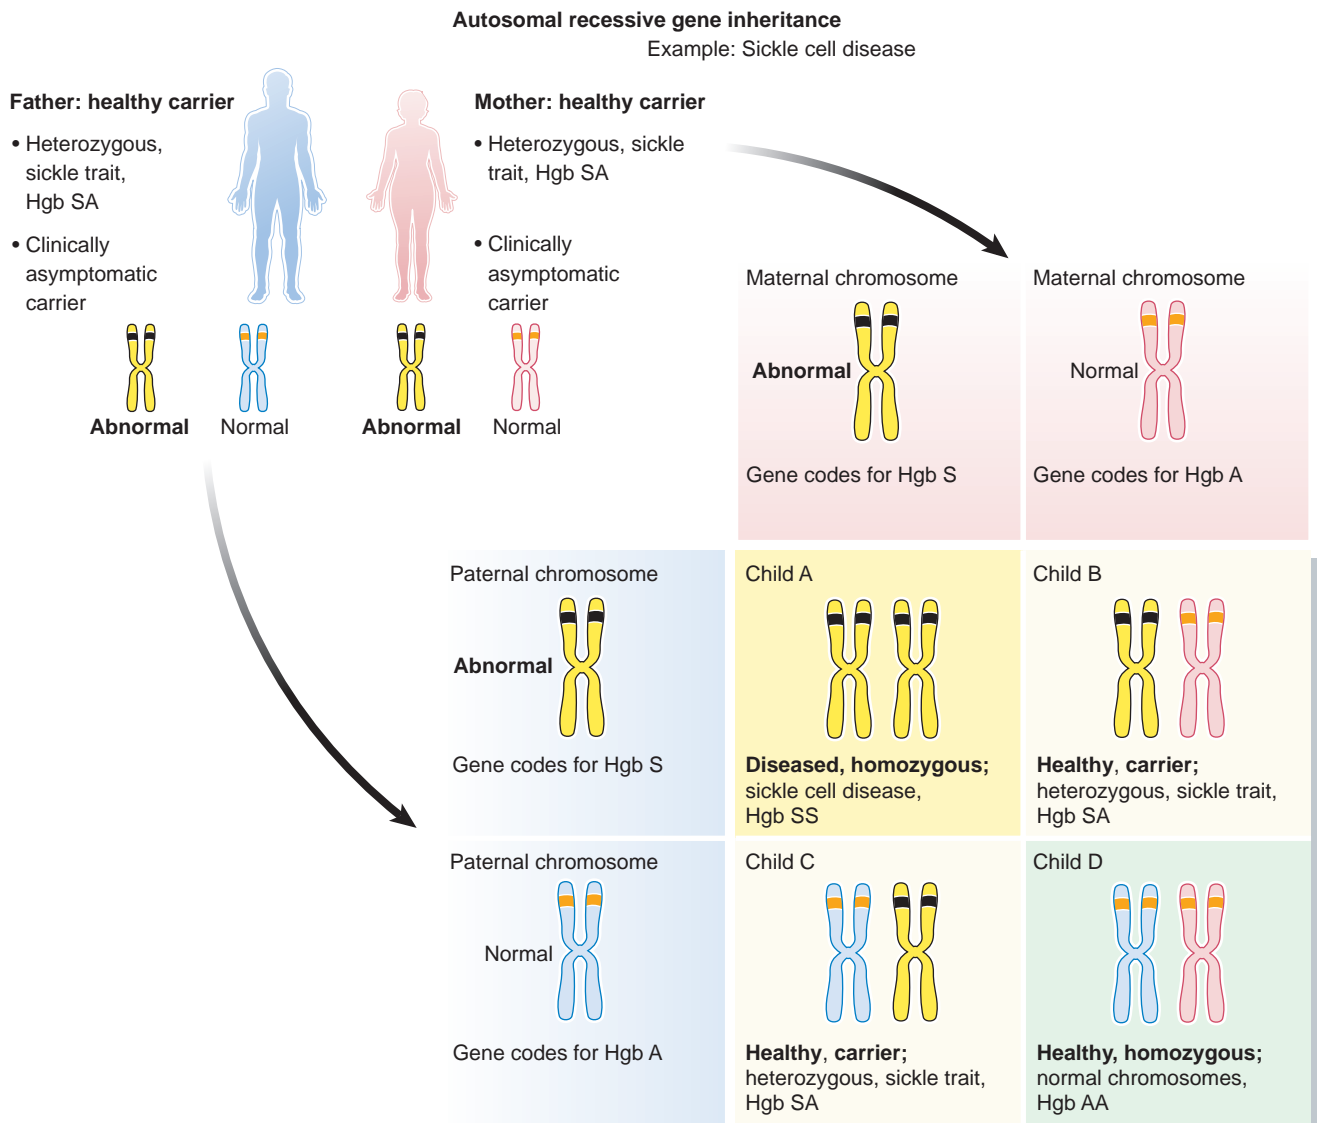 Autosomal recessive gene inheritance
Example: Sickle cell disease
Father: healthy carrier
• Heterozygous,
sickle trait,
Hgb SA
• Clinically
asymptomatic
carrier
Abnormal
Normal
Mother: healthy carrier
• Heterozygous, sickle
trait, Hgb SA
• Clinically
asymptomatic
carrier
Abnormal
Normal
Maternal chromosome
Abnormal
Gene codes for Hgb S
Maternal chromosome
Normal
Gene codes for Hgb A
Paternal chromosome
Abnormal
Gene codes for Hgb S
Child A
Diseased, homozygous;
sickle cell disease,
Hgb SS
Child B
Healthy, carrier;
heterozygous, sickle trait,
Hgb SA
Paternal chromosome
Normal
Gene codes for Hgb A
Child C
Healthy, carrier;
heterozygous, sickle trait,
Hgb SA
Child D
Healthy, homozygous;
normal chromosomes,
Hgb AA